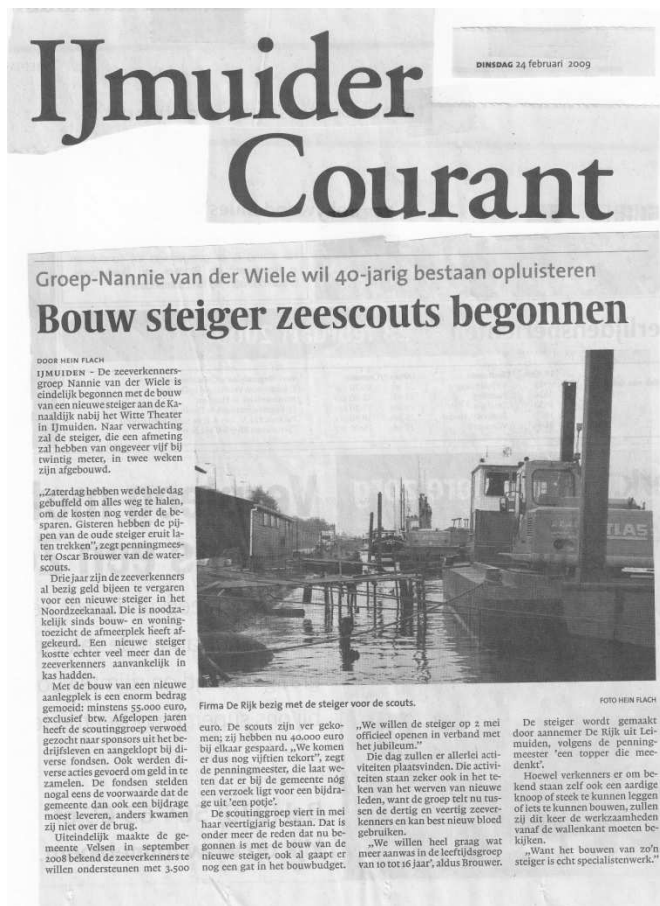 IJmuider
Courant
DINSDAG 24 februari 2009
Groep-Nannie van der Wiele wil 40-jarig bestaan opluisteren
Bouw steiger zeescouts begonnen
DOOR HEIN FLACH
IJMUIDEN – De zeeverkenners-
groep Nannie van der Wiele is
eindelijk begonnen met de bouw
van een nieuwe steiger aan de Ka-
naaldijk nabij het Witte Theater
in IJmuiden. Naar verwachting
zal de steiger, die een afmeting
zal hebben van ongeveer vijf bij
twintig meter, in twee weken
zijn afgebouwd.
„Zaterdag hebben we de hele dag
gebuffeld om alles weg te halen,
om de kosten nog verder de be-
sparen. Gisteren hebben de pij-
pen van de oude steiger eruit la-
ten trekken”, zegt penningmees-
ter Oscar Brouwer van de water-
scouts.
Drie jaar zijn de zeeverkenners
al bezig geld bijeen te vergaren
voor een nieuwe steiger in het
Noordzeekanaal. Die is noodza-
kelijk sinds bouw- en woning-
toezicht de afmeerplek heeft af-
gekeurd. Een nieuwe steiger
kostte echter veel meer dan de
zeeverkenners aanvankelijk in
kas hadden.
Met de bouw van een nieuwe
aanlegplek is een enorm bedrag
gemoeid: minstens 55.000 euro,
exclusief btw. Afgelopen jaren
heeft de scoutinggroep verwoed
gezocht naar sponsors uit het be-
drijfsleven en aangeklopt bij di-
verse fondsen. Ook werden di-
verse acties gevoerd om geld in te
zamelen. De fondsen stelden
nogal eens de voorwaarde dat de
gemeente dan ook een bijdrage
moest leveren, anders kwamen
zij niet over de brug.
Uiteindelijk maakte de ge-
meente Velsen in september
2008 bekend de zeeverkenners te
willen ondersteunen met 3.500
ATLAS
Firma De Rijk bezig met de steiger voor de scouts.
FOTO HEIN FLACH
euro. De scouts zijn ver geko-
men; zij hebben nu 40.000 euro
bij elkaar gespaard. „We komen
er dus nog vijftien tekort”, zegt
de penningmeester, die laat we-
ten dat er bij de gemeente nóg
een verzoek ligt voor een bijdra-
ge uit 'een potje'.
De scoutinggroep viert in mei
haar veertigjarig bestaan. Dat is
onder meer de reden dat nu be-
gonnen is met de bouw van de
nieuwe steiger, ook al gaapt er
nog een gat in het bouwbudget.
„We willen de steiger op 2 mei
officieel openen in verband met
het jubileum.”
Die dag zullen er allerlei acti-
viteiten plaatsvinden. Die activi-
teiten staan zeker ook in het te-
ken van het werven van nieuwe
leden, want de groep telt nu tus-
sen de dertig en veertig zeever-
kenners en kan best nieuw bloed
gebruiken.
„We willen heel graag wat
meer aanwas in de leeftijdsgroep
van 10 tot 16 jaar', aldus Brouwer.
De steiger wordt gemaakt
door aannemer De Rijk uit Lei-
muiden, volgens de penning-
meester 'een topper die mee-
denkt'.
Hoewel verkenners er om be-
kend staan zelf ook een aardige
knoop of steek te kunnen leggen
of iets te kunnen bouwen, zullen
zij dit keer de werkzaamheden
vanaf de wallenkant moeten be-
kijken.
„Want het bouwen van zo'n
steiger is echt specialistenwerk.”